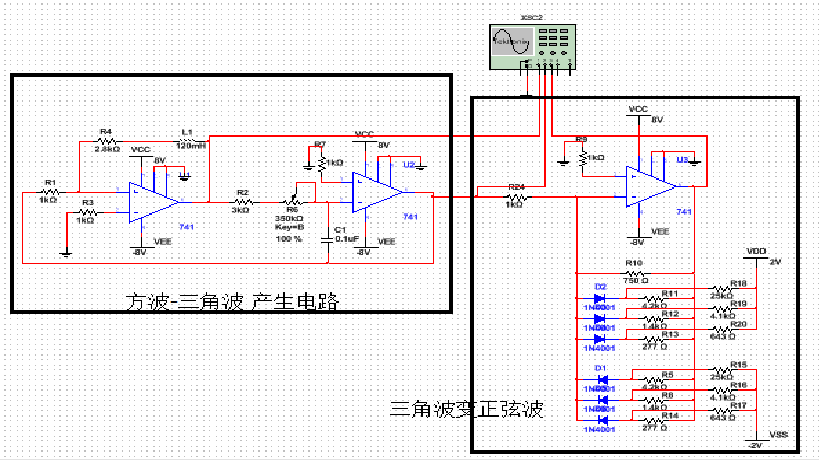 XSC2
Tektronix
R4
2.8kΩ
L1
120mH
VCC
8V
U1
R1
1kΩ
R3
1kΩ
741
VEE
-8V
R2
3kΩ
R6
350kΩ
Key=B
100 %
R7
1kΩ
VCC
8V
U2
741
VEE
-8V
C1
0.1uF
方波-三角波 产生电路
R24
1kΩ
R9
1kΩ
VCC
8V
U3
741
VEE
-8V
R10
750 Ω
VDD
2V
D2
1N4001
1N4001
R11
4.2kΩ
R12
1.4kΩ
R13
277 Ω
R18
25kΩ
R19
4.1kΩ
R20
643 Ω
D1
1N4001
1N4001
R5
4.2kΩ
R8
1.4kΩ
R14
277 Ω
R15
25kΩ
R16
4.1kΩ
R17
643 Ω
VSS
-2V
三角波变正弦波